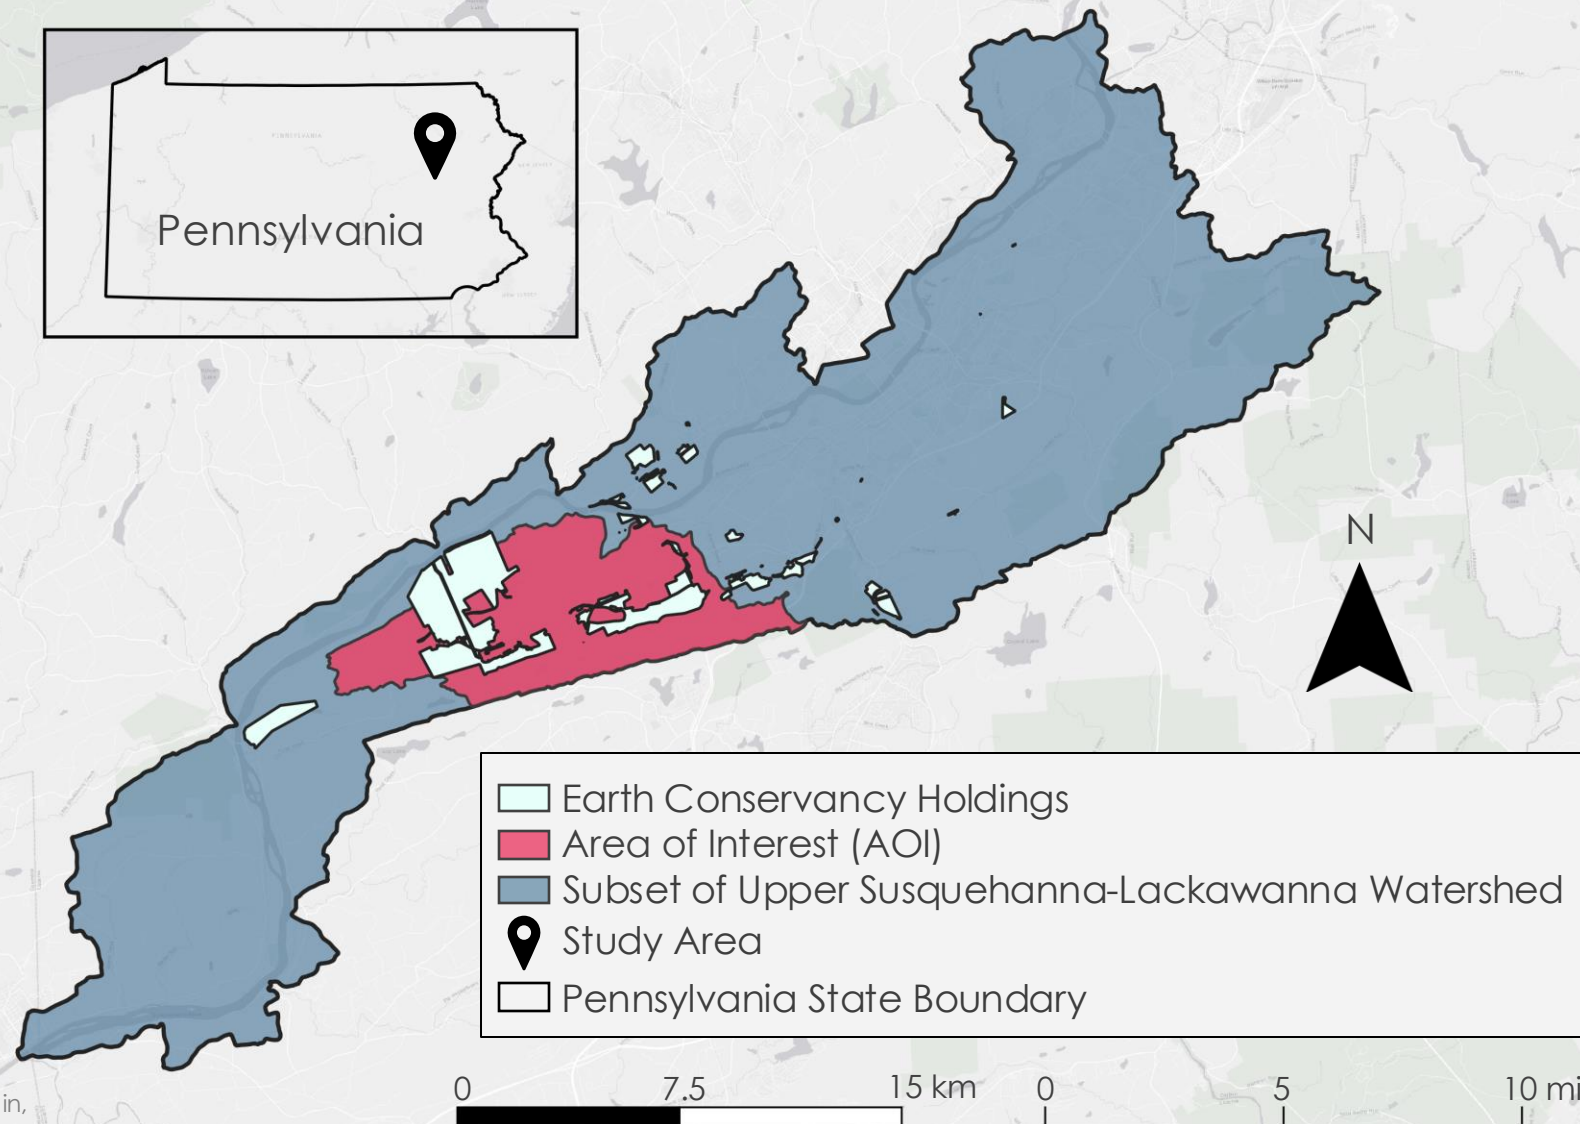 Pennsylvania
N
Earth Conservancy Holdings
Area of Interest (AOI)
Subset of Upper Susquehanna-Lackawanna Watershed
Study Area
Pennsylvania State Boundary
0 7.5 15 km 0 5 10 mi
in,